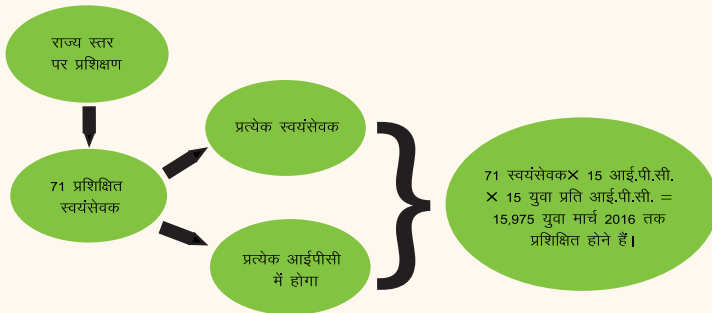 राज्य स्तर
पर प्रशिक्षण
71 प्रशिक्षित
स्वयंसेवक
प्रत्येक स्वयंसेवक
प्रत्येक आईपीसी
में होगा
71 स्वयंसेवक× 15 आई.पी.सी.
× 15 युवा प्रति आई.पी.सी. =
15,975 युवा मार्च 2016 तक
प्रशिक्षित होने हैं।